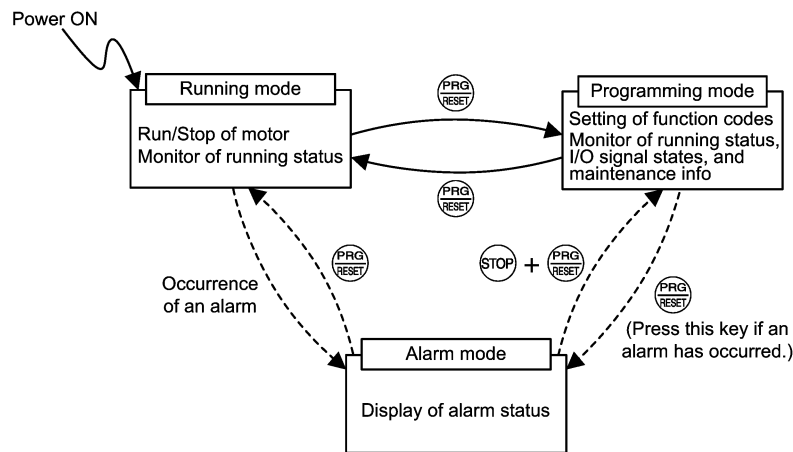 Power ON
Running mode
Run/Stop of motor
Monitor of running status
PRG
RESET
PRG
RESET
Programming mode
Setting of function codes
Monitor of running status,
I/O signal states, and
maintenance info
Occurrence
of an alarm
PRG
RESET
STOP + PRG
RESET
PRG
RESET
(Press this key if an
alarm has occurred.)
Alarm mode
Display of alarm status